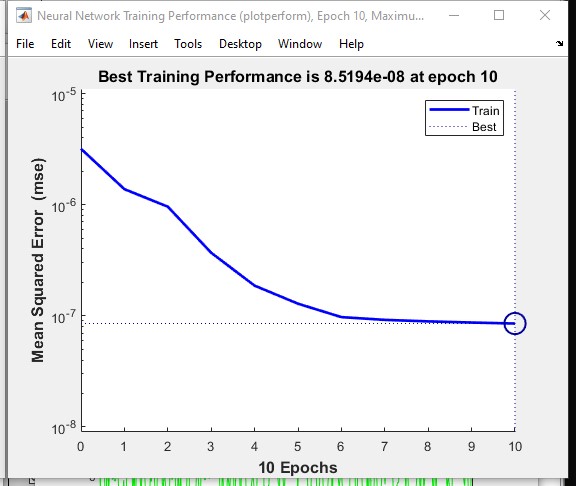 Neural Network Training Performance (plotperform), Epoch 10, Maximu...
File Edit View Insert Tools Desktop Window Help
Best Training Performance is 8.5194e-08 at epoch 10
Train
Best
10⁻⁵
10⁻⁶
10⁻⁷
10⁻⁸
Mean Squared Error (mse)
0 1 2 3 4 5 6 7 8 9 10
10 Epochs